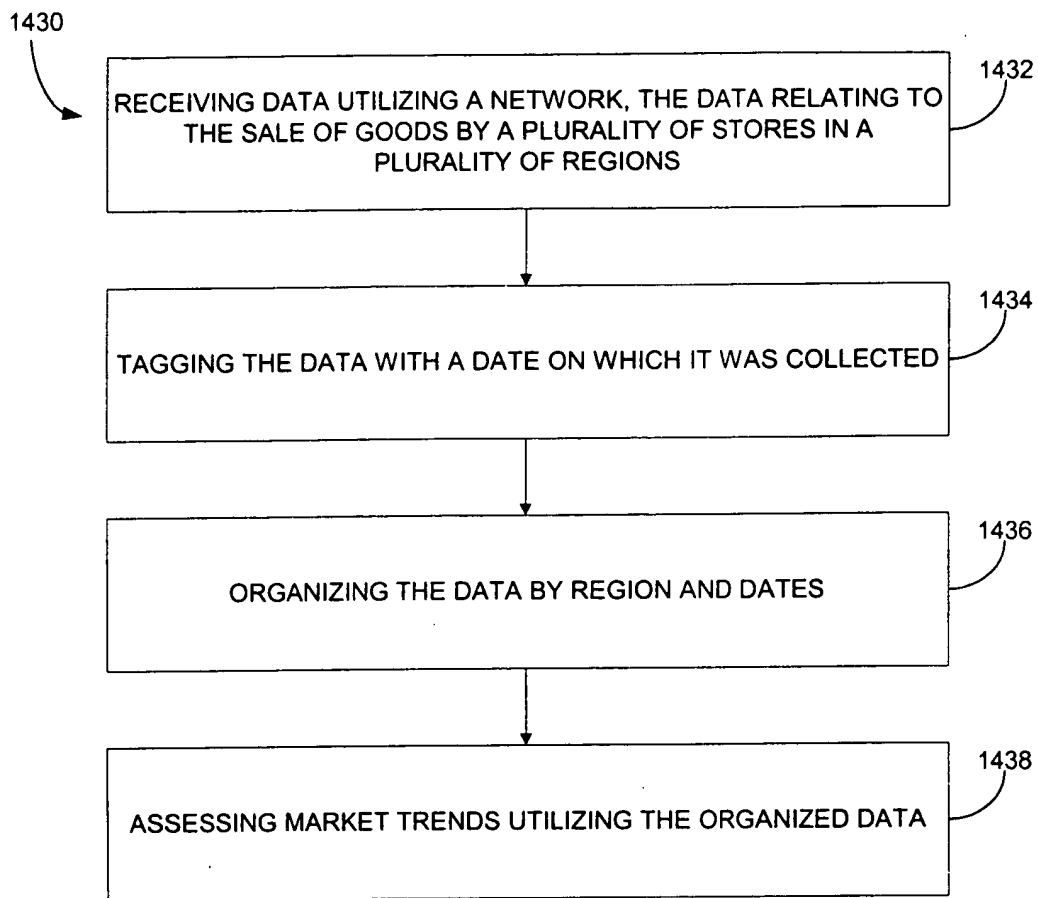 1430
1432
RECEIVING DATA UTILIZING A NETWORK, THE DATA RELATING TO
THE SALE OF GOODS BY A PLURALITY OF STORES IN A
PLURALITY OF REGIONS
1434
TAGGING THE DATA WITH A DATE ON WHICH IT WAS COLLECTED
1436
ORGANIZING THE DATA BY REGION AND DATES
1438
ASSESSING MARKET TRENDS UTILIZING THE ORGANIZED DATA